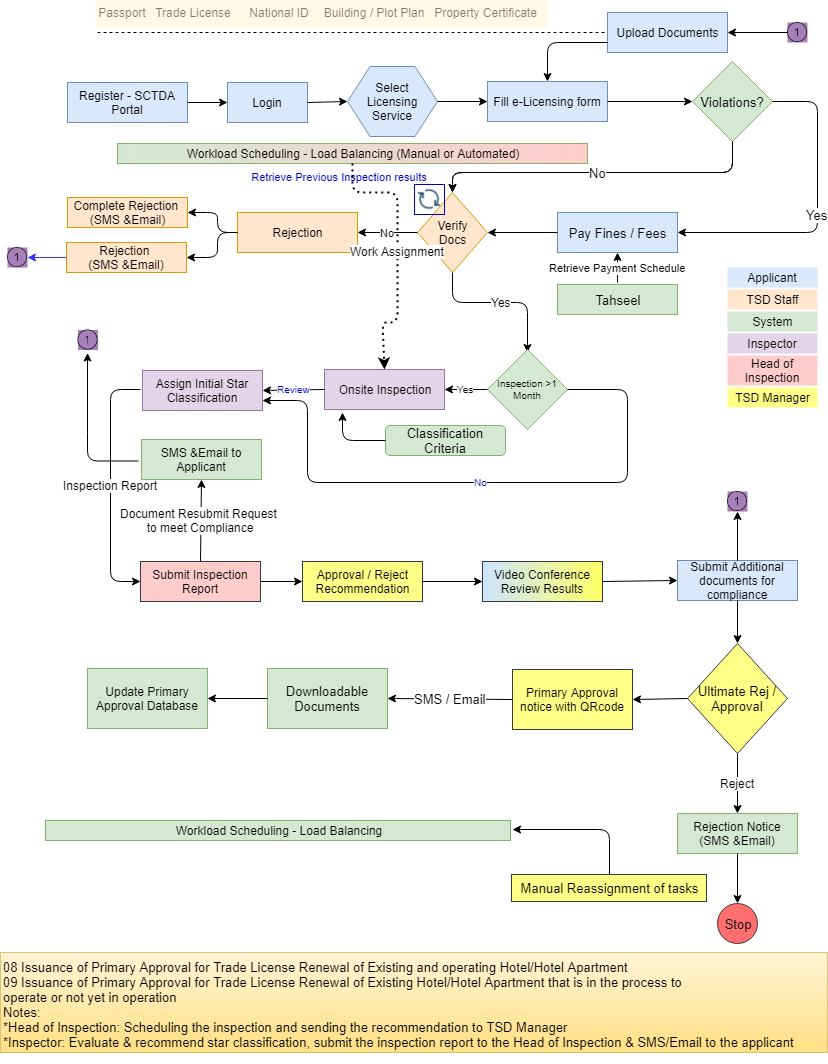 Passport Trade License National ID Building / Plot Plan Property Certificate
Upload Documents
1
Register - SCTDA
Portal
Login
Select
Licensing
Service
Fill e-Licensing form
Violations?
Workload Scheduling - Load Balancing (Manual or Automated)
No
Yes
Retrieve Previous Inspection results
Complete Rejection
(SMS &Email)
Rejection
(SMS &Email)
1
Rejection
No
Verify
Docs
Work Assignment
Pay Fines / Fees
Retrieve Payment Schedule
Tahseel
Applicant
TSD Staff
System
Inspector
Head of
Inspection
TSD Manager
Yes
1
Assign Initial Star
Classification
Review
Onsite Inspection
Yes
Inspection >1
Month
Classification
Criteria
No
SMS &Email to
Applicant
Inspection Report
Document Resubmit Request
to meet Compliance
1
Submit Inspection
Report
Approval / Reject
Recommendation
Video Conference
Review Results
Submit Additional
documents for
compliance
Update Primary
Approval Database
Downloadable
Documents
SMS / Email
Primary Approval
notice with QRcode
Ultimate Rej /
Approval
Reject
Workload Scheduling - Load Balancing
Rejection Notice
(SMS &Email)
Manual Reassignment of tasks
Stop
08 Issuance of Primary Approval for Trade License Renewal of Existing and operating Hotel/Hotel Apartment
09 Issuance of Primary Approval for Trade License Renewal of Existing Hotel/Hotel Apartment that is in the process to
operate or not yet in operation
Notes:
*Head of Inspection: Scheduling the inspection and sending the recommendation to TSD Manager
*Inspector: Evaluate & recommend star classification, submit the inspection report to the Head of Inspection & SMS/Email to the applicant